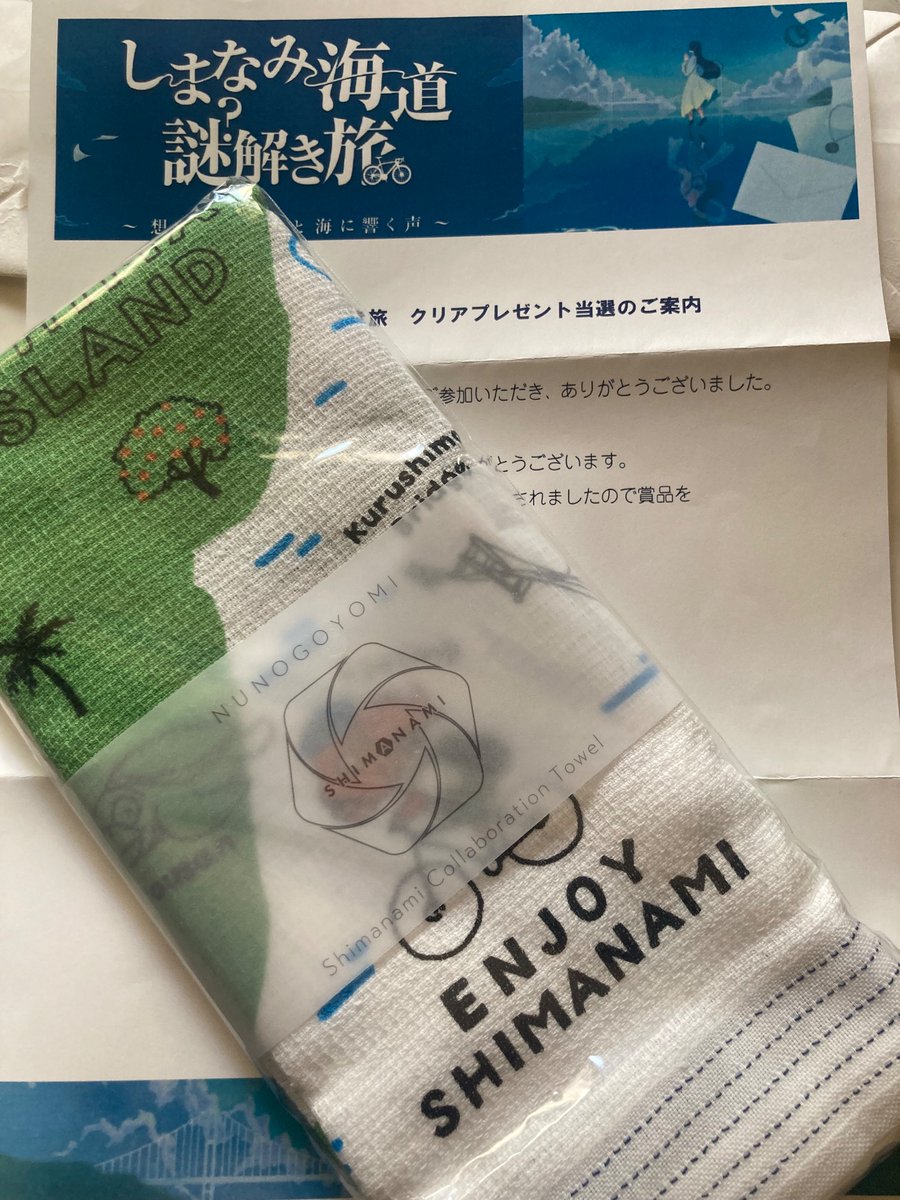 しまなみ海道
謎解き旅
～想 と海に響く声～
旅 クリアプレゼント当選のご案内
ご参加いただき、ありがとうございました。
がとうございます。
されましたので賞品を
SLAND
Kurushima
NUNOGOYOMI
SHIMANAMI
Shimanami Collaboration Towel
ENJOY
SHIMANAMI